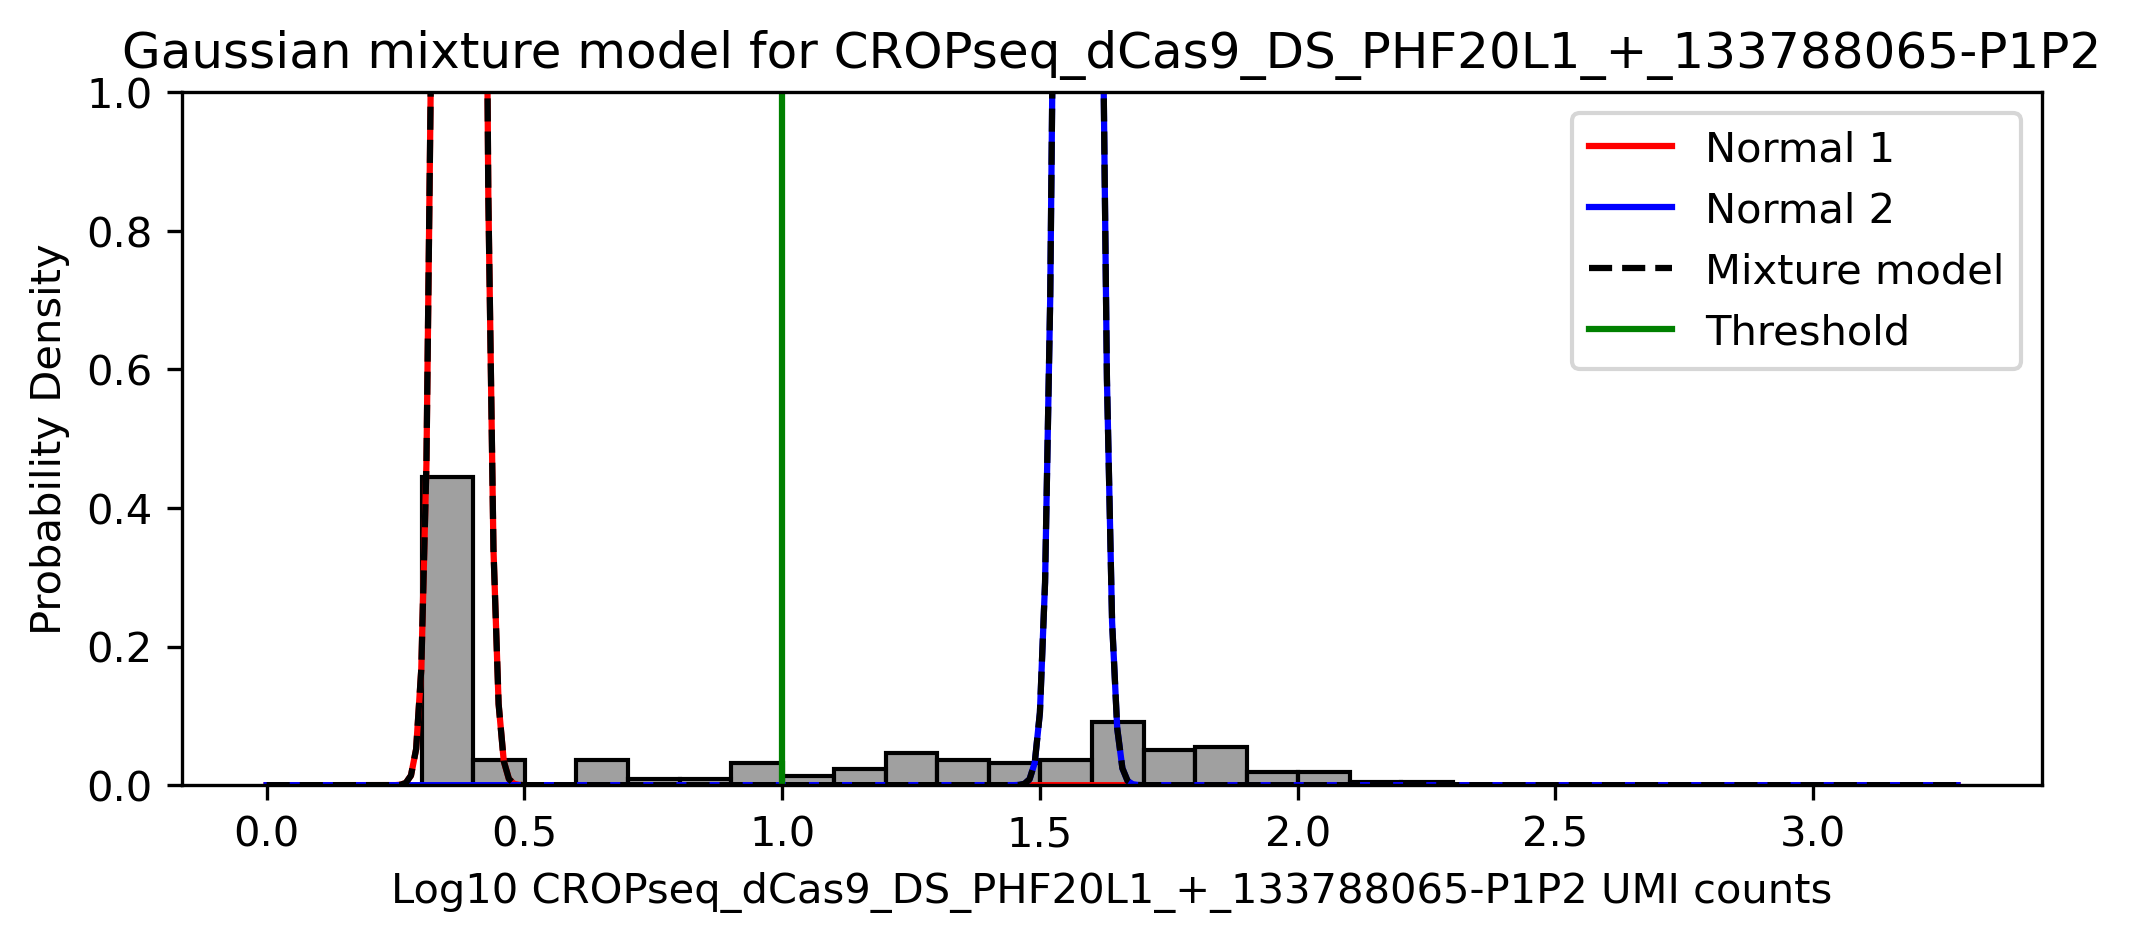 Gaussian mixture model for CROPseq_dCas9_DS_PHF20L1_+_133788065-P1P2
1.0
0.8
0.6
0.4
0.2
0.0
Probability Density
Normal 1
Normal 2
Mixture model
Threshold
0.0 0.5 1.0 1.5 2.0 2.5 3.0
Log10 CROPseq_dCas9_DS_PHF20L1_+_133788065-P1P2 UMI counts